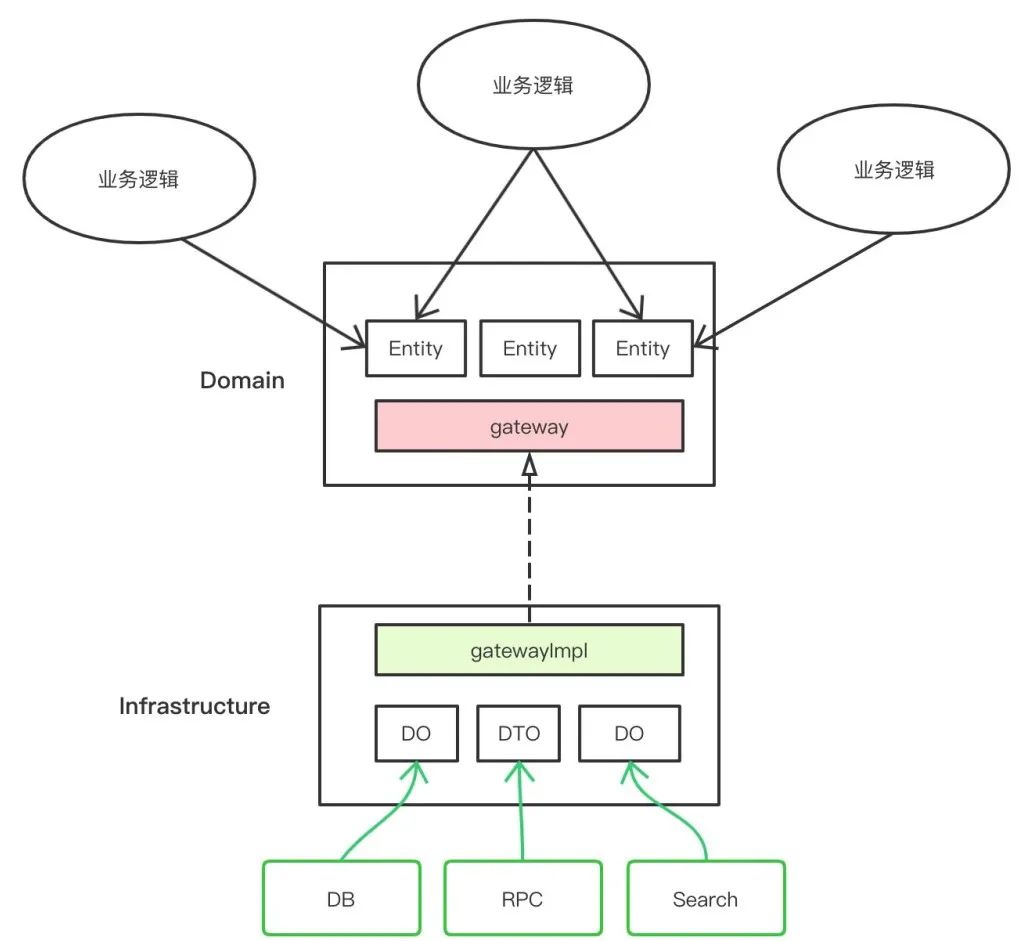 业务逻辑
业务逻辑
业务逻辑
Entity
Entity
Entity
Domain
gateway
gatewayImpl
Infrastructure
DO
DTO
DO
DB
RPC
Search